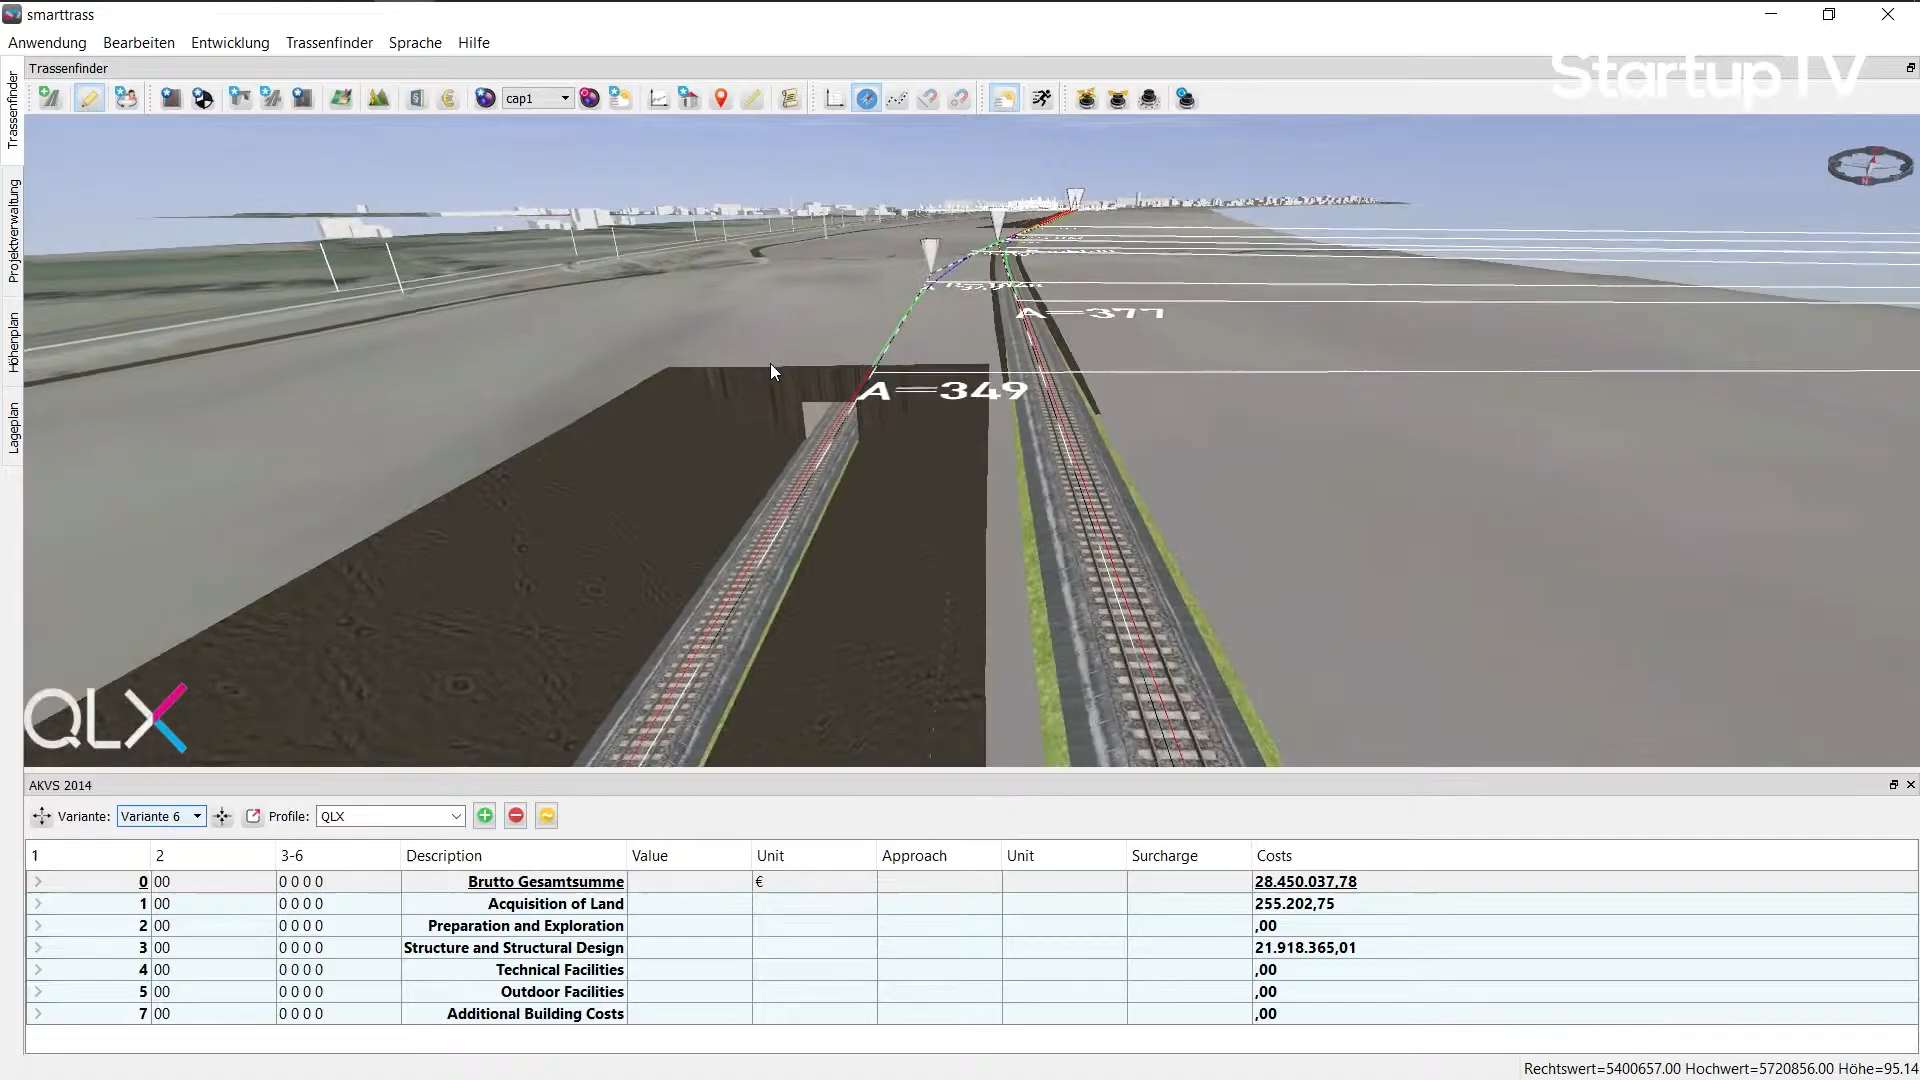 smarttrass
Anwendung Bearbeiten Entwicklung Trassenfinder Sprache Hilfe
Trassenfinder
StartupTV
cap1
Trassenfinder
Projektverwaltung
Höhenplan
Lageplan
A=377
A=349
QLX
AKVS 2014
Variante: Variante 6 Profile: QLX
1 2 3-6 Description Value Unit Approach Unit Surcharge Costs
0 00 0 0 0 0 Brutto Gesamtsumme € 28.450.037,78
1 00 0 0 0 0 Acquisition of Land 255.202,75
2 00 0 0 0 0 Preparation and Exploration ,00
3 00 0 0 0 0 Structure and Structural Design 21.918.365,01
4 00 0 0 0 0 Technical Facilities ,00
5 00 0 0 0 0 Outdoor Facilities ,00
7 00 0 0 0 0 Additional Building Costs ,00
Rechtswert=5400657.00 Hochwert=5720856.00 Höhe=95.14